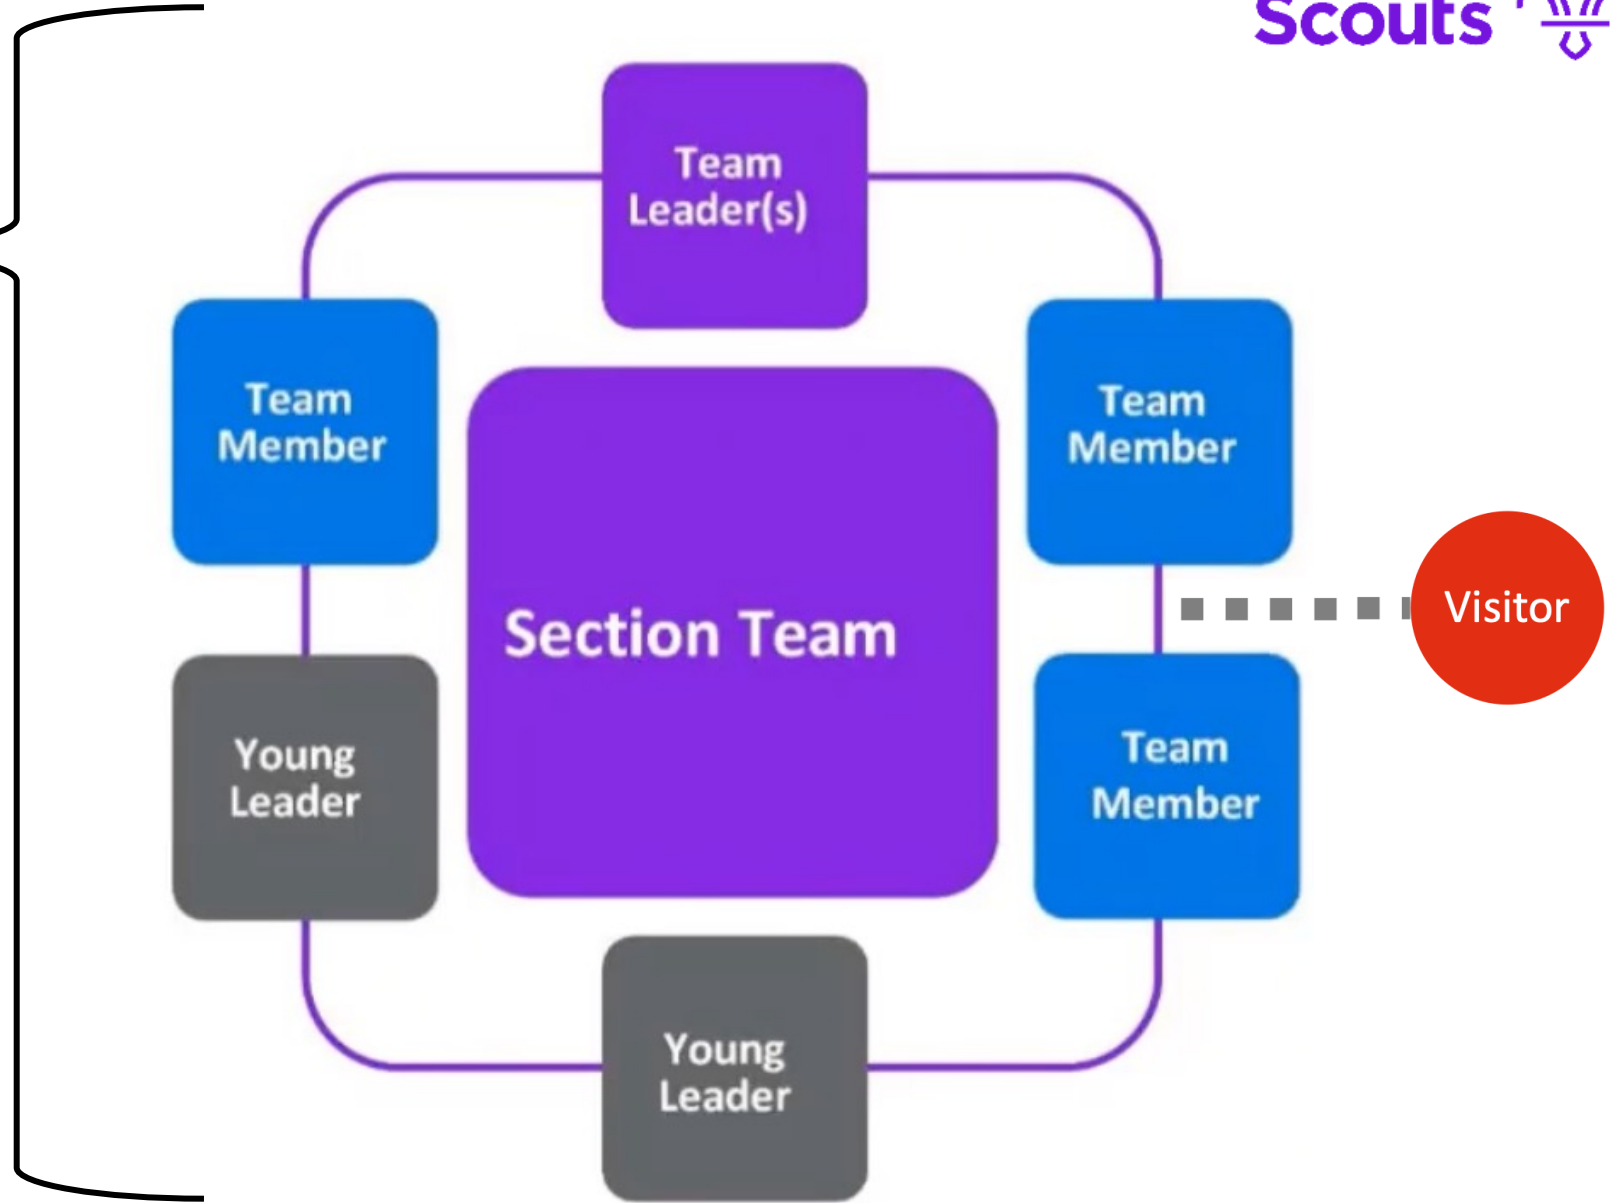 Scouts
Team
Leader(s)
Team
Member
Team
Member
Section Team
Visitor
Young
Leader
Team
Member
Young
Leader